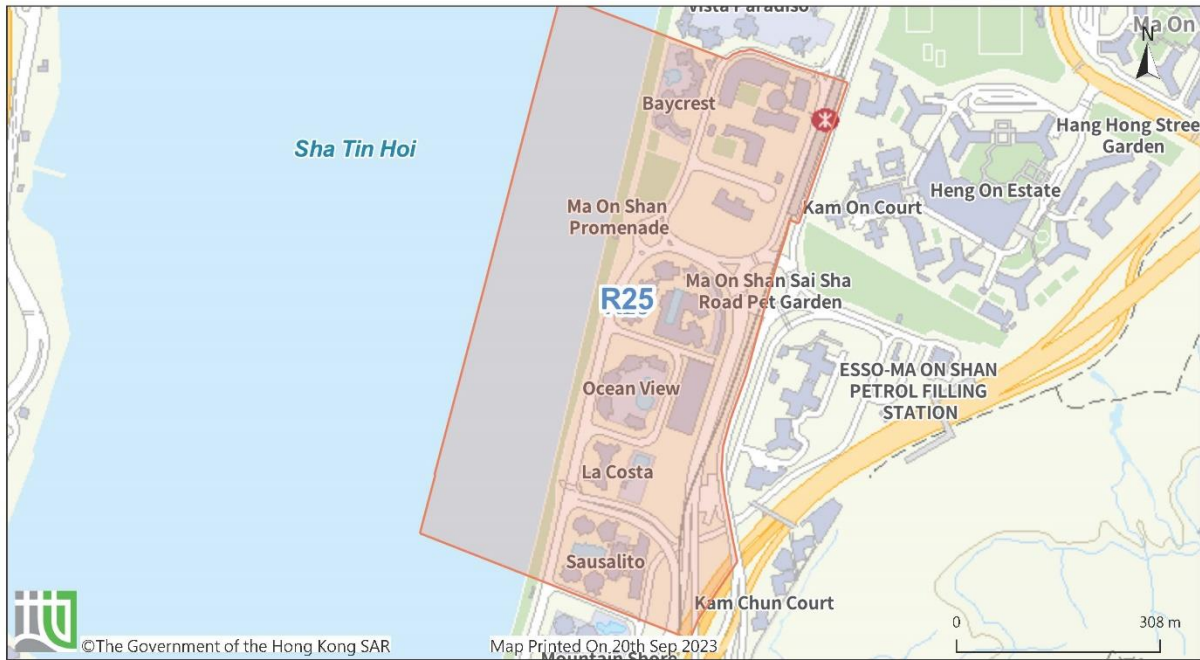 Vista Paradiso
Ma On
N
Baycrest
Hang Hong Stree
Garden
Sha Tin Hoi
Heng On Estate
Ma On Shan
Promenade
Kam On Court
Ma On Shan Sai Sha
Road Pet Garden
R25
ESSO-MA ON SHAN
PETROL FILLING
STATION
Ocean View
La Costa
Sausalito
Kam Chun Court
0 308 m
©The Government of the Hong Kong SAR
Map Printed On 20th Sep 2023
Mountain Shore